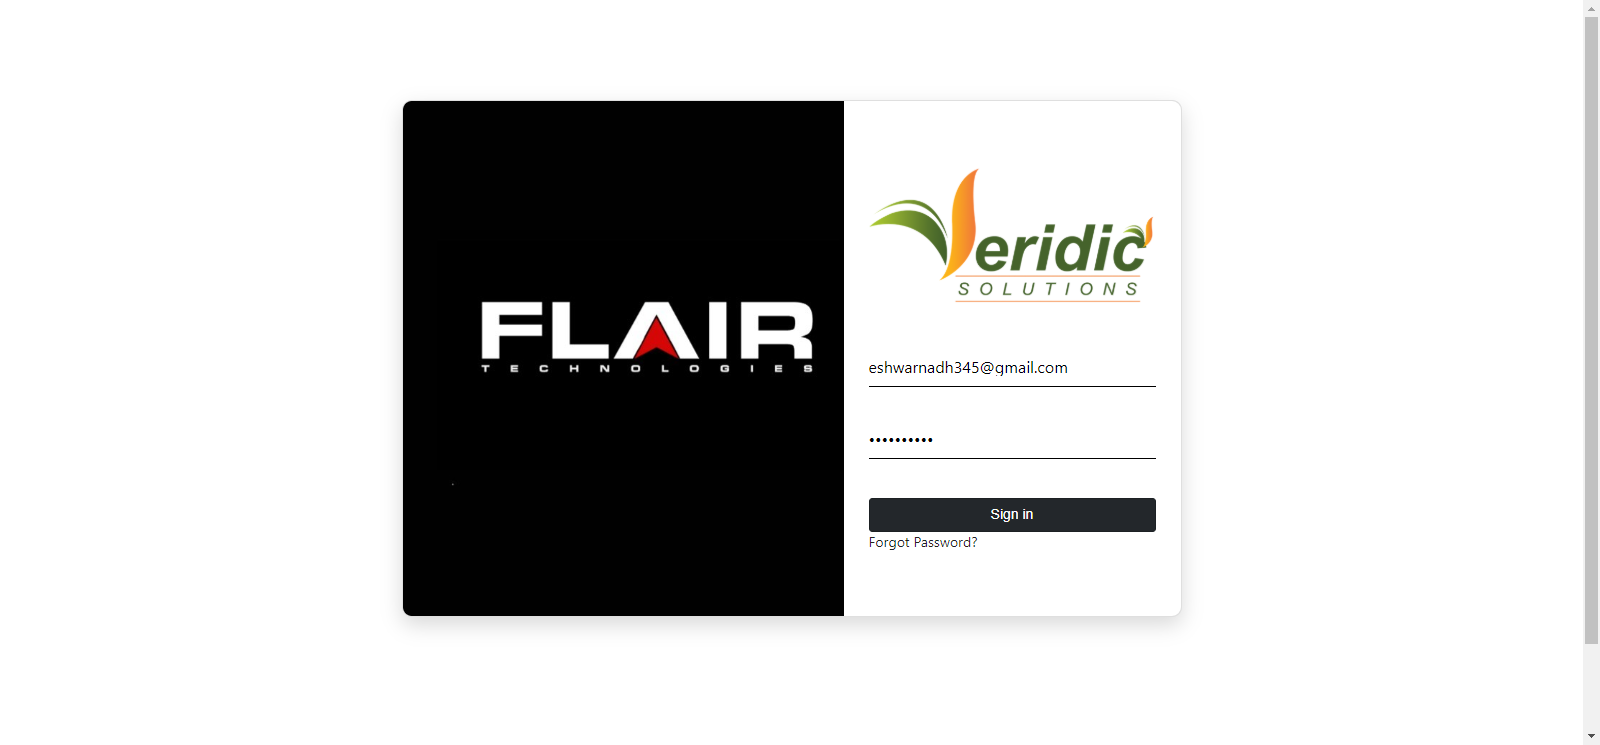 FLAIR
TECHNOLOGIES
Veridic
SOLUTIONS
eshwarnadh345@gmail.com
••••••••••
Sign in
Forgot Password?